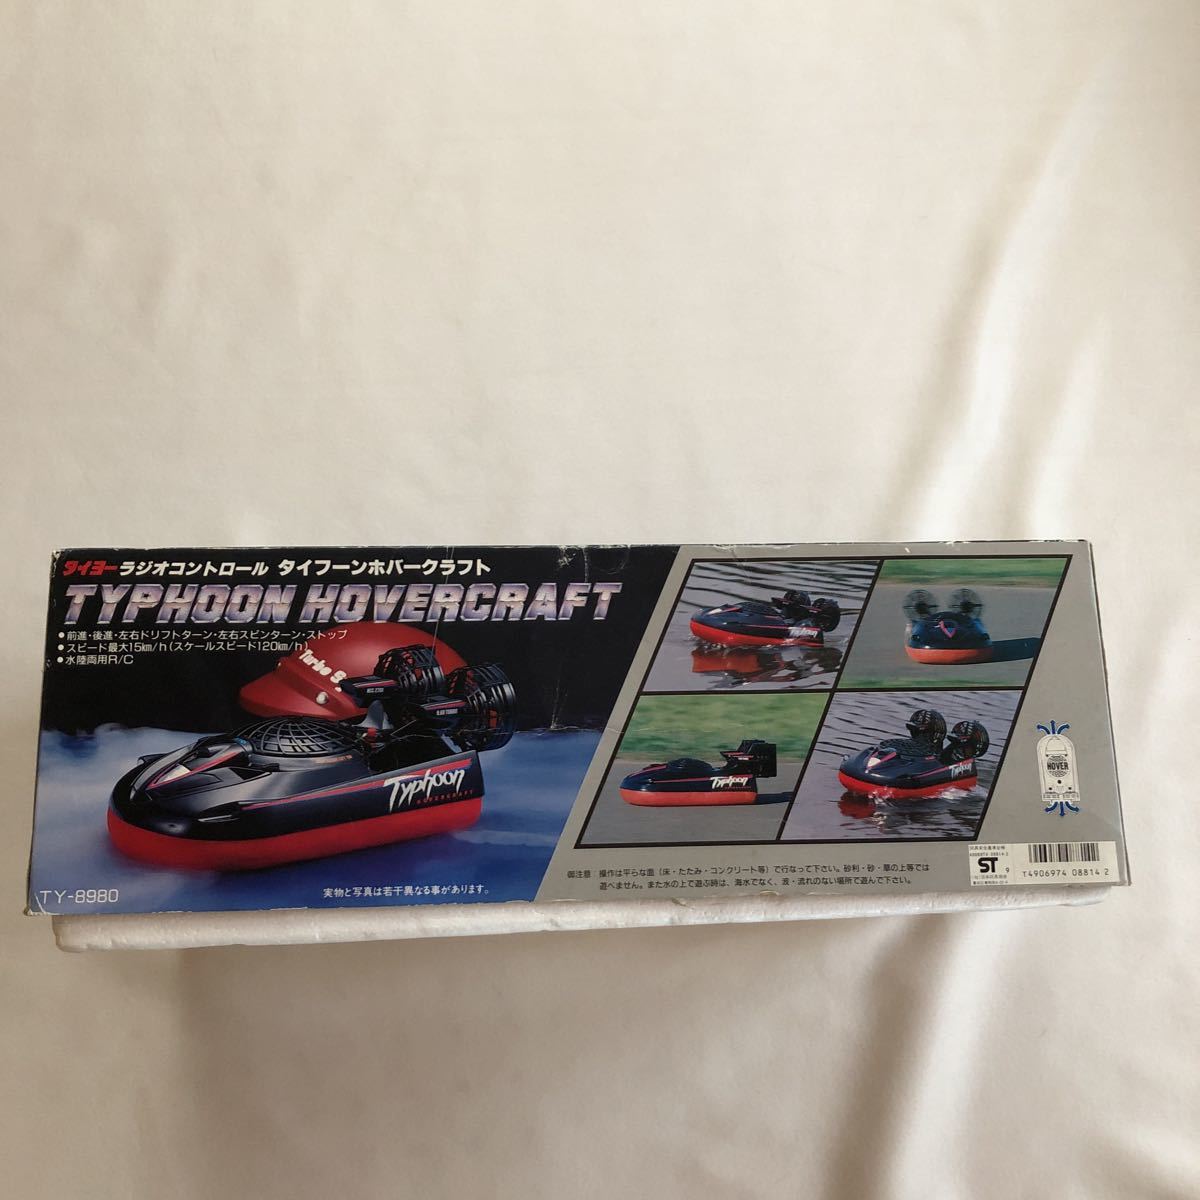 タイヨーラジオコントロール タイフーンホバークラフト
TYPHOON HOVERCRAFT
●前進・後進・左右ドリフトターン・左右スピンターン・ストップ
●スピード最大15km/h(スケールスピード120km/h)
●水陸両用R/C
Turbo S
Typhoon
HOVERCRAFT
TY-8980
実物と写真は若干異なる事があります。
Typhoon
HOVER
御注意:操作は平らな面(床・たたみ・コンクリート等)で行なって下さい。砂利・砂・草の上等では
遊べません。また水の上で遊ぶ時は、海水でなく、波・流れのない場所で遊んで下さい。
ST 9
T4906974 08814 2